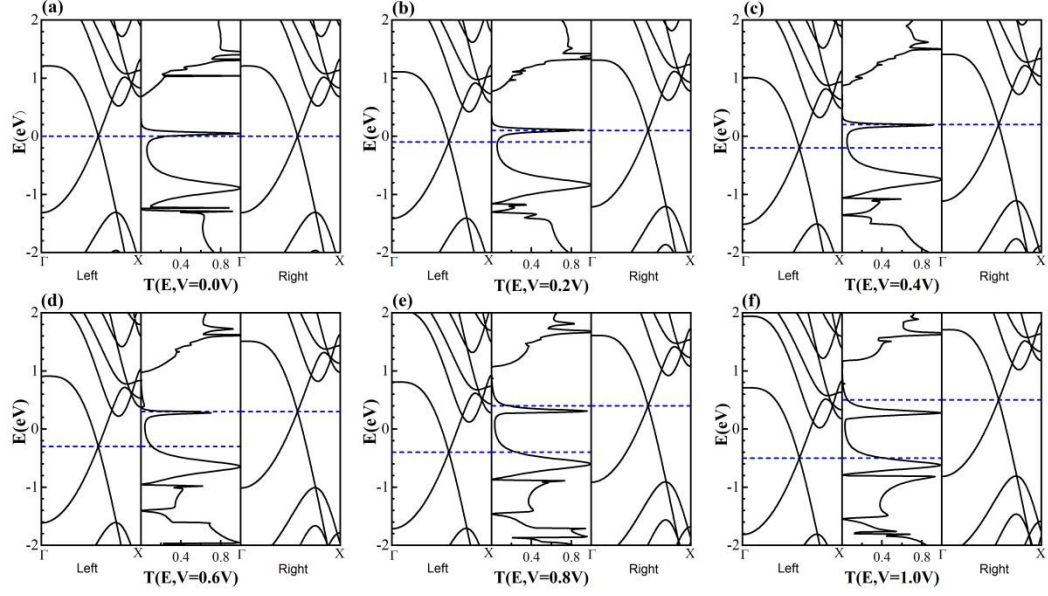 (a) (b) (c)
2 2 2
1 1 1
E(eV) 0 E(eV) 0 E(eV) 0
-1 -1 -1
-2 -2 -2
Γ X 0.4 0.8 Γ X Γ X 0.4 0.8 Γ X Γ X 0.4 0.8 Γ X
Left Right Left Right Left Right
T(E,V=0.0V) T(E,V=0.2V) T(E,V=0.4V)
(d) (e) (f)
2 2 2
1 1 1
E(eV) 0 E(eV) 0 E(eV) 0
-1 -1 -1
-2 -2 -2
Γ X 0.4 0.8 Γ X Γ X 0.4 0.8 Γ X Γ X 0.4 0.8 Γ X
Left Right Left Right Left Right
T(E,V=0.6V) T(E,V=0.8V) T(E,V=1.0V)